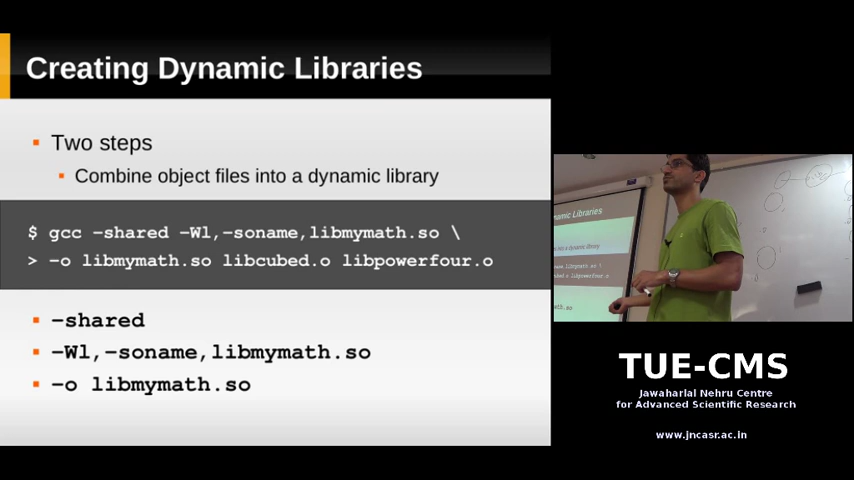 Creating Dynamic Libraries
Two steps
Combine object files into a dynamic library
$ gcc -shared -Wl,-soname,libmymath.so \
> -o libmymath.so libcubed.o libpowerfour.o
-shared
-Wl,-soname,libmymath.so
-o libmymath.so
namic Libraries
TUE-CMS
Jawaharlal Nehru Centre
for Advanced Scientific Research
www.jncasr.ac.in